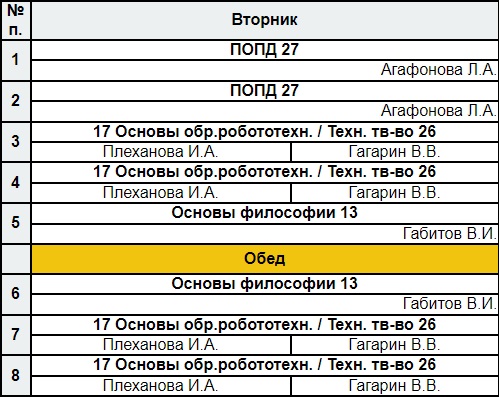 № п. Вторник
1 ПОПД 27
Агафонова Л.А.
2 ПОПД 27
Агафонова Л.А.
3 17 Основы обр.робототехн. / Техн. тв-во 26
Плеханова И.А. Гагарин В.В.
4 17 Основы обр.робототехн. / Техн. тв-во 26
Плеханова И.А. Гагарин В.В.
5 Основы философии 13
Габитов В.И.
Обед
6 Основы философии 13
Габитов В.И.
7 17 Основы обр.робототехн. / Техн. тв-во 26
Плеханова И.А. Гагарин В.В.
8 17 Основы обр.робототехн. / Техн. тв-во 26
Плеханова И.А. Гагарин В.В.